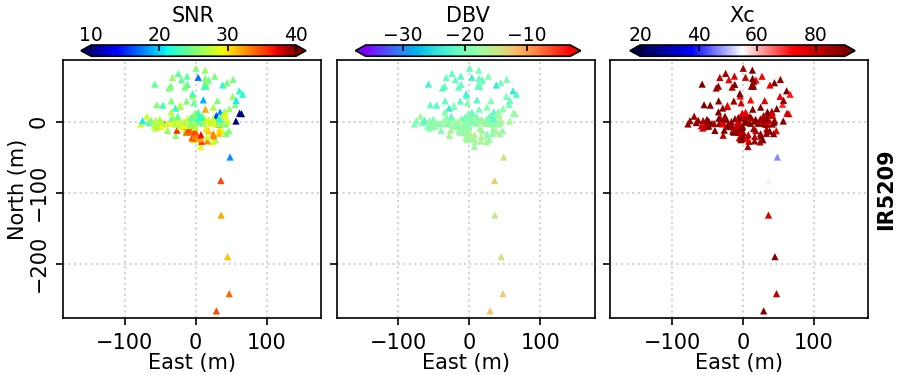 SNR DBV Xc
10 20 30 40 −30 −20 −10 20 40 60 80
North (m)
0
−100
−200
−100 0 100 −100 0 100 −100 0 100
East (m) East (m) East (m)
IR5209